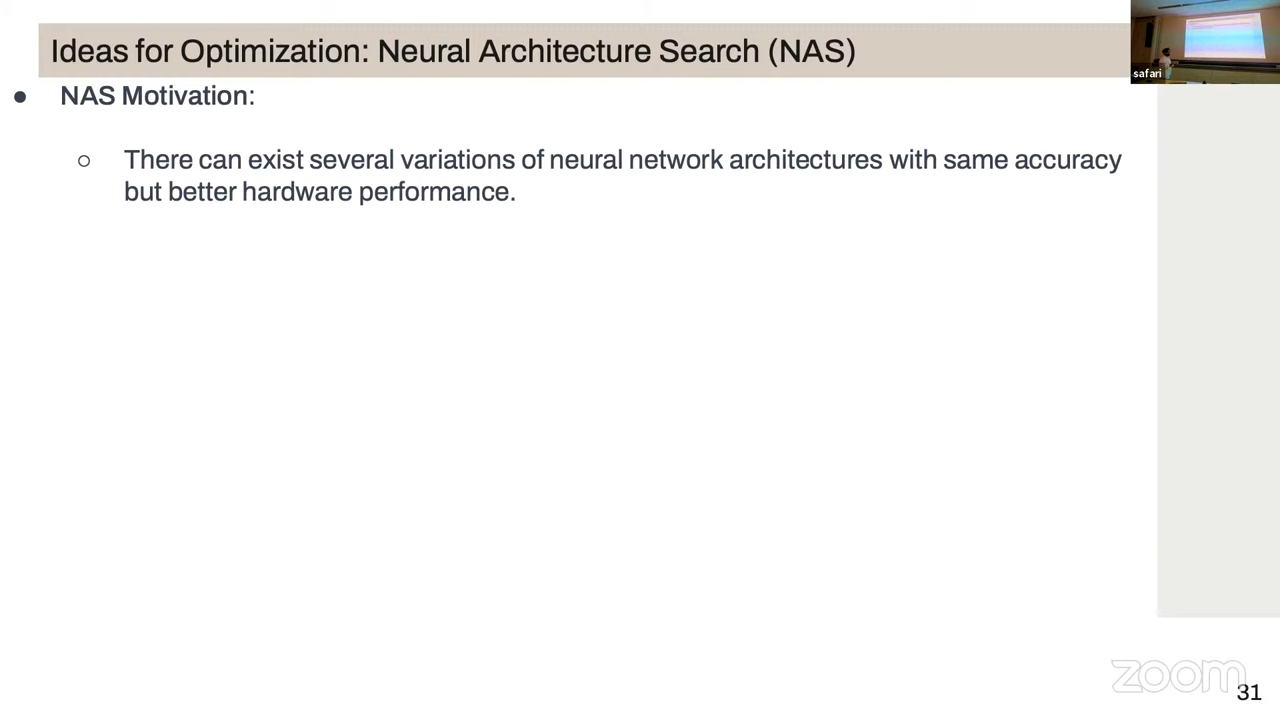 Ideas for Optimization: Neural Architecture Search (NAS)
safari
● NAS Motivation:
○ There can exist several variations of neural network architectures with same accuracy
but better hardware performance.
zoom
31